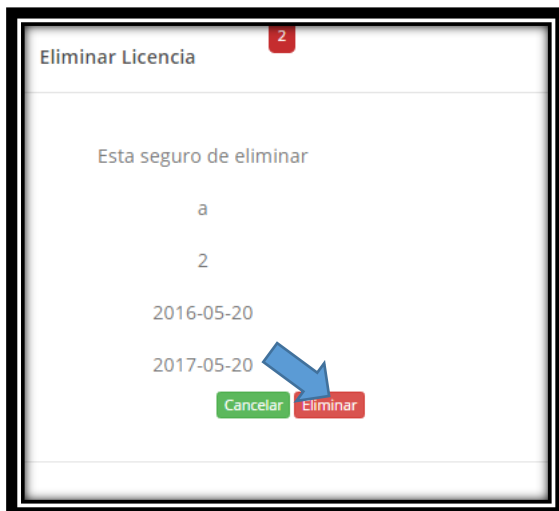 2
Eliminar Licencia
Esta seguro de eliminar
a
2
2016-05-20
2017-05-20
Cancelar Eliminar